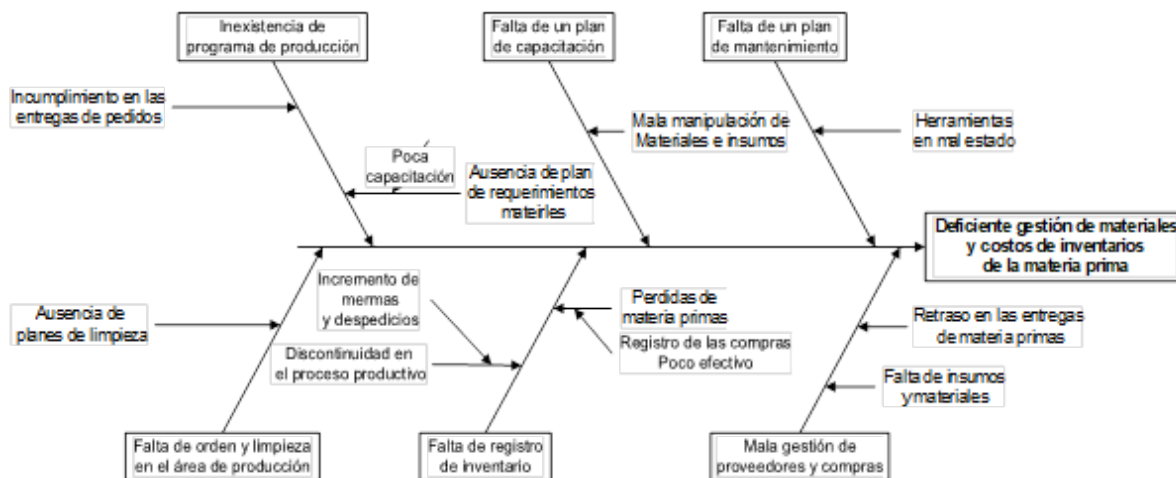 Inexistencia de
programa de producción
Falta de un plan
de capacitación
Falta de un plan
de mantenimiento
Incumplimiento en las
entregas de pedidos
Mala manipulación de
Materiales e insumos
Herramientas
en mal estado
Poca
capacitación
Ausencia de plan
de requerimientos
mateirles
Deficiente gestión de materiales
y costos de inventarios
de la materia prima
Incremento de
mermas
y despedicios
Perdidas de
materia primas
Ausencia de
planes de limpieza
Retraso en las entregas
de materia primas
Registro de las compras
Poco efectivo
Discontinuidad en
el proceso productivo
Falta de insumos
y materiales
Falta de orden y limpieza
en el área de producción
Falta de registro
de inventario
Mala gestión de
proveedores y compras